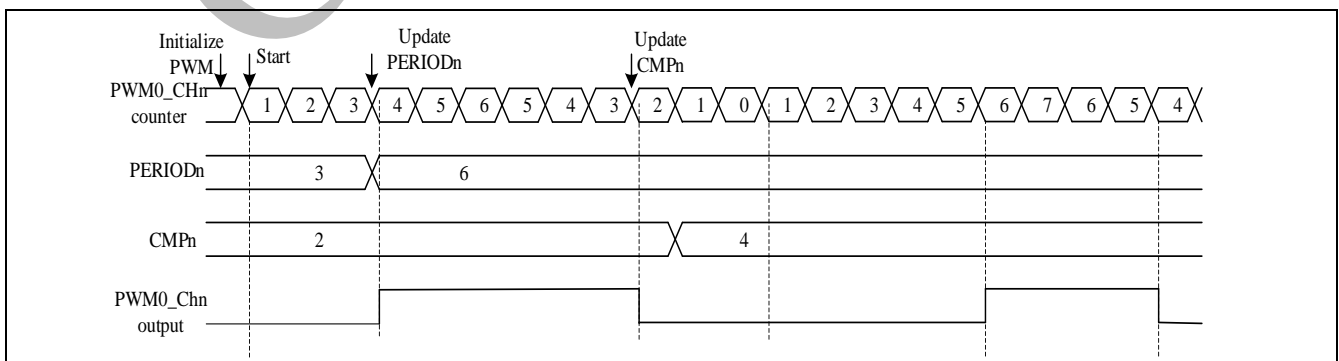 Initialize
PWM
Start
Update
PERIODn
Update
CMPn
PWM0_CHn
counter
1 2 3 4 5 6 5 4 3 2 1 0 1 2 3 4 5 6 7 6 5 4
PERIODn
3 6
CMPn
2 4
PWM0_Chn
output